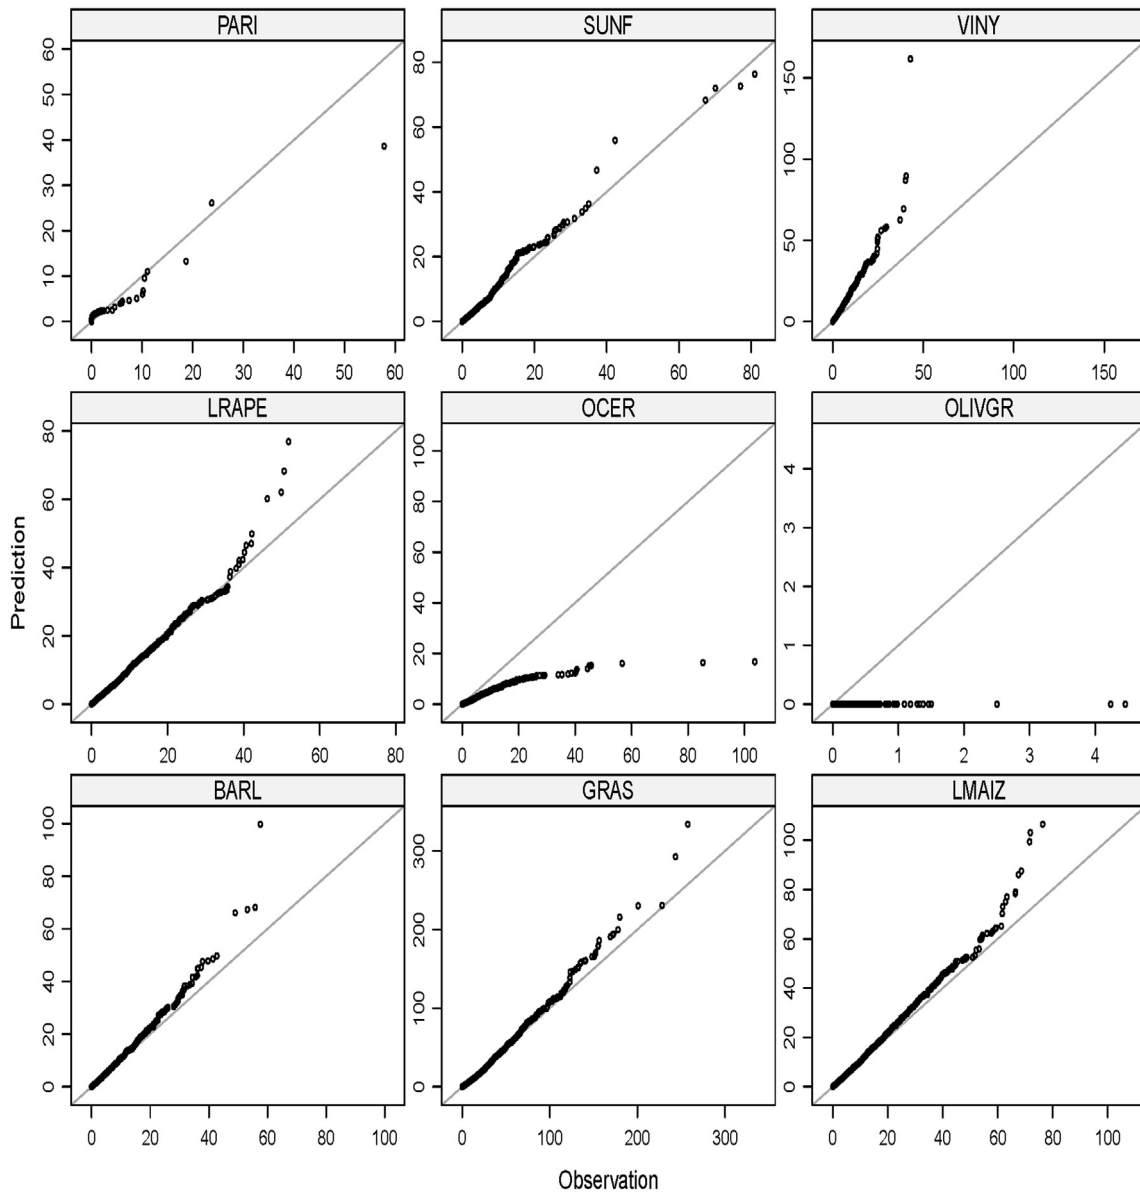 PARI SUNF VINY
60 50 40 30 20 10 0
80 60 40 20 0
150 100 50 0
0 10 20 30 40 50 60
0 20 40 60 80
0 50 100 150
LRAPE OCER OLIVGR
80 60 40 20 0
100 80 60 40 20 0
4 3 2 1 0
0 20 40 60 80
0 20 40 60 80 100
0 1 2 3 4
Prediction
BARL GRAS LMAIZ
100 80 60 40 20 0
300 200 100 0
100 80 60 40 20 0
0 20 40 60 80 100
0 100 200 300
0 20 40 60 80 100
Observation